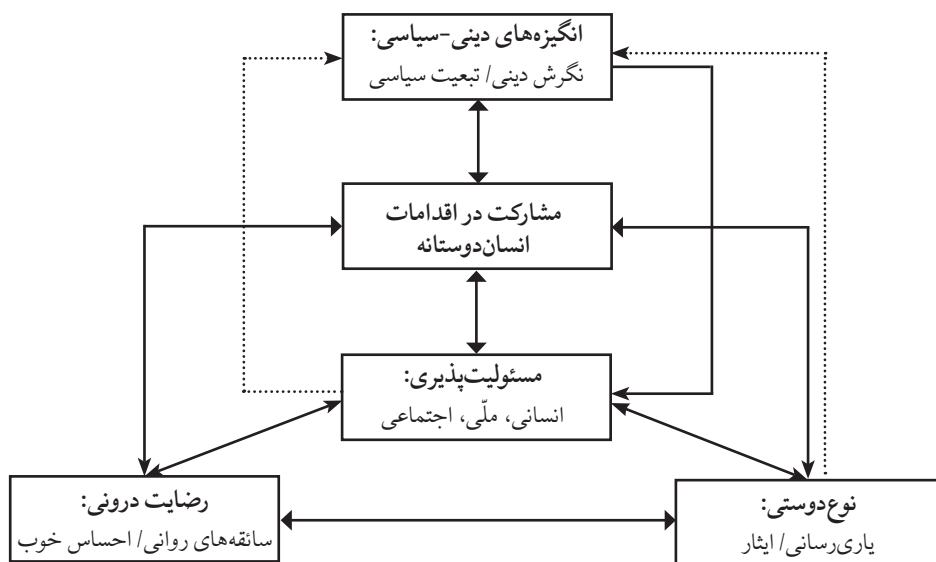 انگیزه‌های دینی-سیاسی:
نگرش دینی/ تبعیت سیاسی
مشارکت در اقدامات
انسان‌دوستانه
مسئولیت‌پذیری:
انسانی، ملّی، اجتماعی
رضایت درونی:
سائقه‌های روانی/ احساس خوب
نوع‌دوستی:
یاری‌رسانی/ ایثار